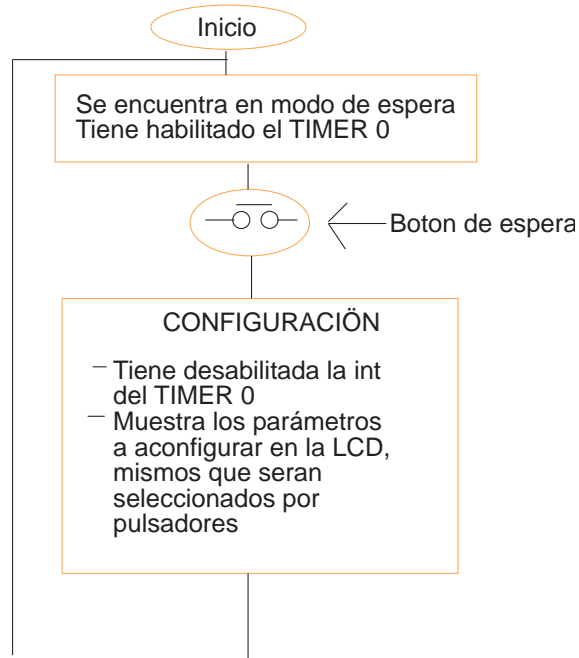 Inicio
Se encuentra en modo de espera
Tiene habilitado el TIMER 0
Boton de espera
CONFIGURACIÖN
Tiene desabilitada la int
del TIMER 0
Muestra los parámetros
a aconfigurar en la LCD,
mismos que seran
seleccionados por
pulsadores